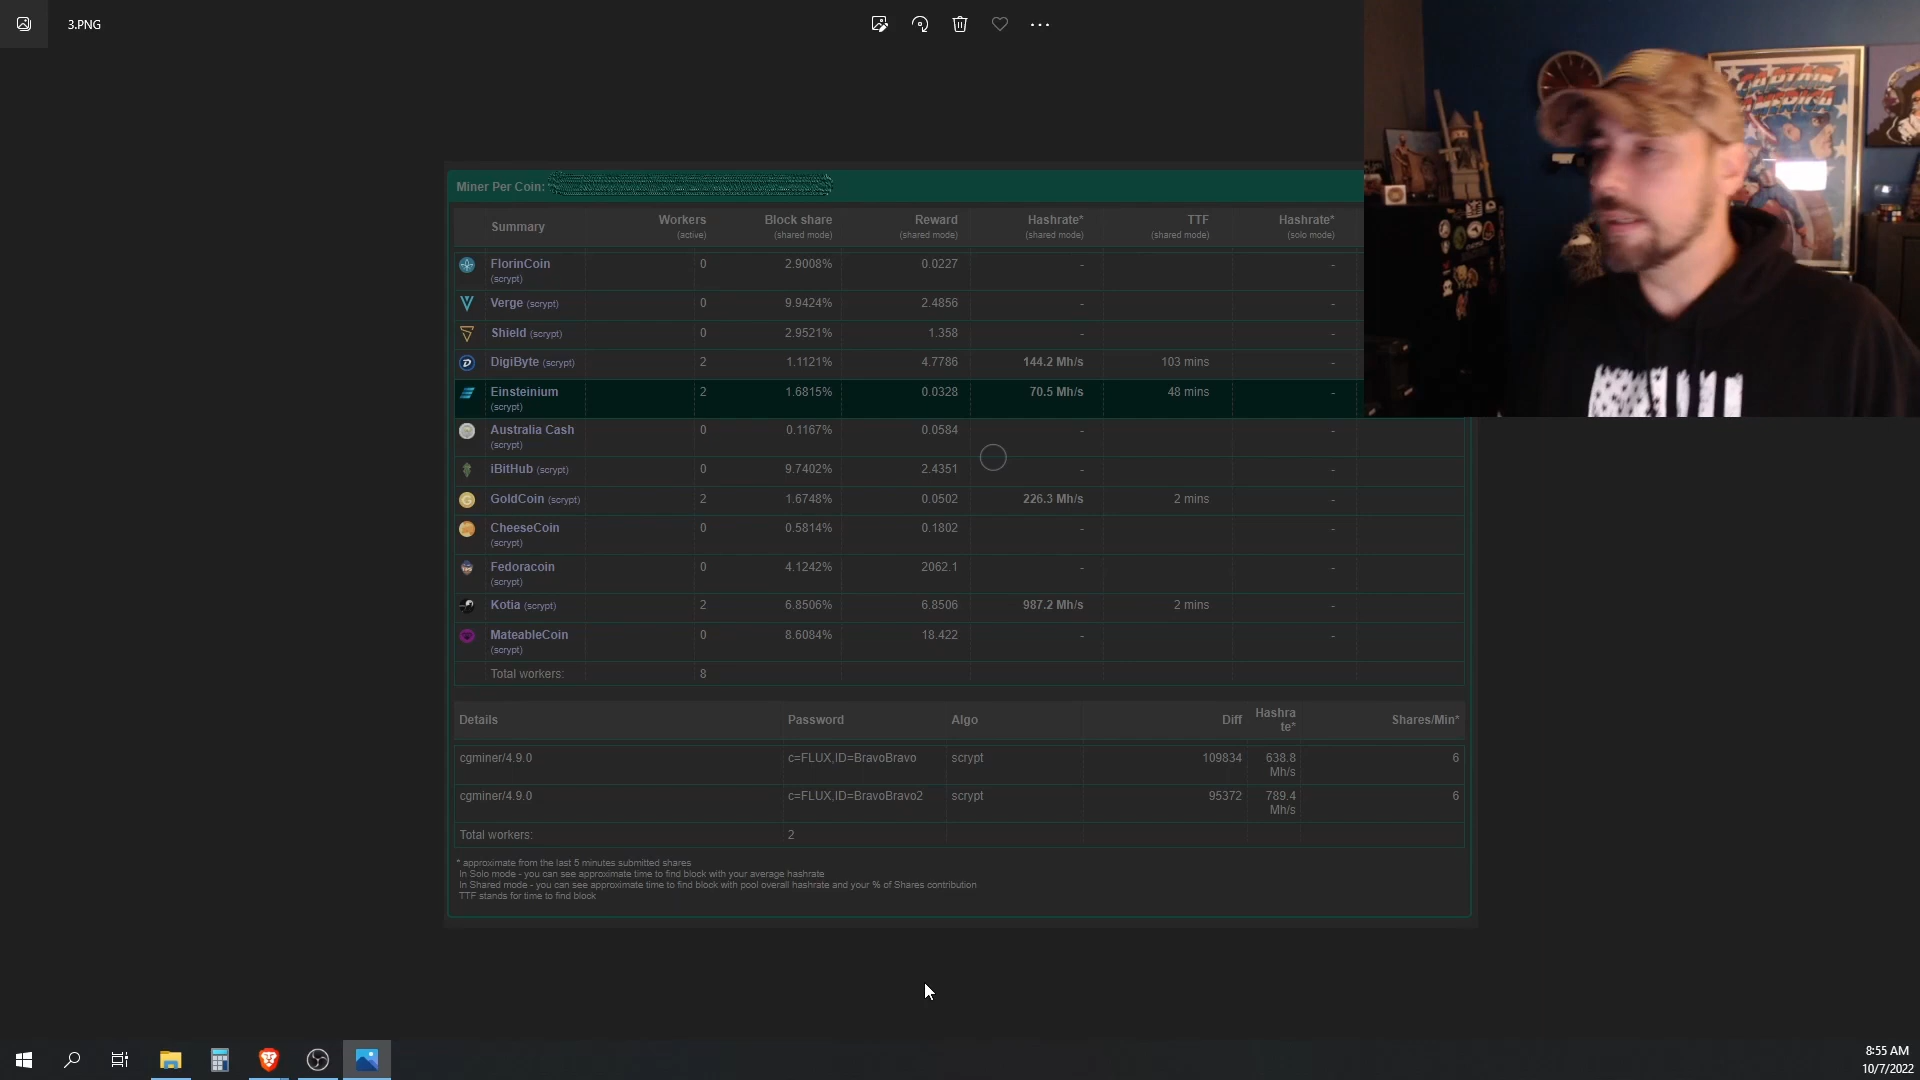 3.PNG
CAPTAIN
AMERICA
Miner Per Coin:
Summary Workers Block share Reward Hashrate* TTF Hashrate*
(active) (shared mode) (shared mode) (shared mode) (shared mode) (solo mode)
FlorinCoin 0 2.9008% 0.0227 - -
(scrypt)
Verge (scrypt) 0 9.9424% 2.4856 - -
Shield (scrypt) 0 2.9521% 1.358 - -
DigiByte (scrypt) 2 1.1121% 4.7786 144.2 Mh/s 103 mins -
Einsteinium 2 1.6815% 0.0328 70.5 Mh/s 48 mins -
(scrypt)
Australia Cash 0 0.1167% 0.0584 - -
(scrypt)
iBitHub (scrypt) 0 9.7402% 2.4351 - -
GoldCoin (scrypt) 2 1.6748% 0.0502 226.3 Mh/s 2 mins -
CheeseCoin 0 0.5814% 0.1802 - -
(scrypt)
Fedoracoin 0 4.1242% 2062.1 - -
(scrypt)
Kotia (scrypt) 2 6.8506% 6.8506 987.2 Mh/s 2 mins -
MateableCoin 0 8.6084% 18.422 - -
(scrypt)
Total workers: 8
Details Password Algo Diff Hashra Shares/Min*
te*
cgminer/4.9.0 c=FLUX,ID=BravoBravo scrypt 109834 638.8 6
Mh/s
cgminer/4.9.0 c=FLUX,ID=BravoBravo2 scrypt 95372 789.4 6
Mh/s
Total workers: 2
* approximate from the last 5 minutes submitted shares
In Solo mode - you can see approximate time to find block with your average hashrate
In Shared mode - you can see approximate time to find block with pool overall hashrate and your % of Shares contribution
TTF stands for time to find block
8:55 AM
10/7/2022